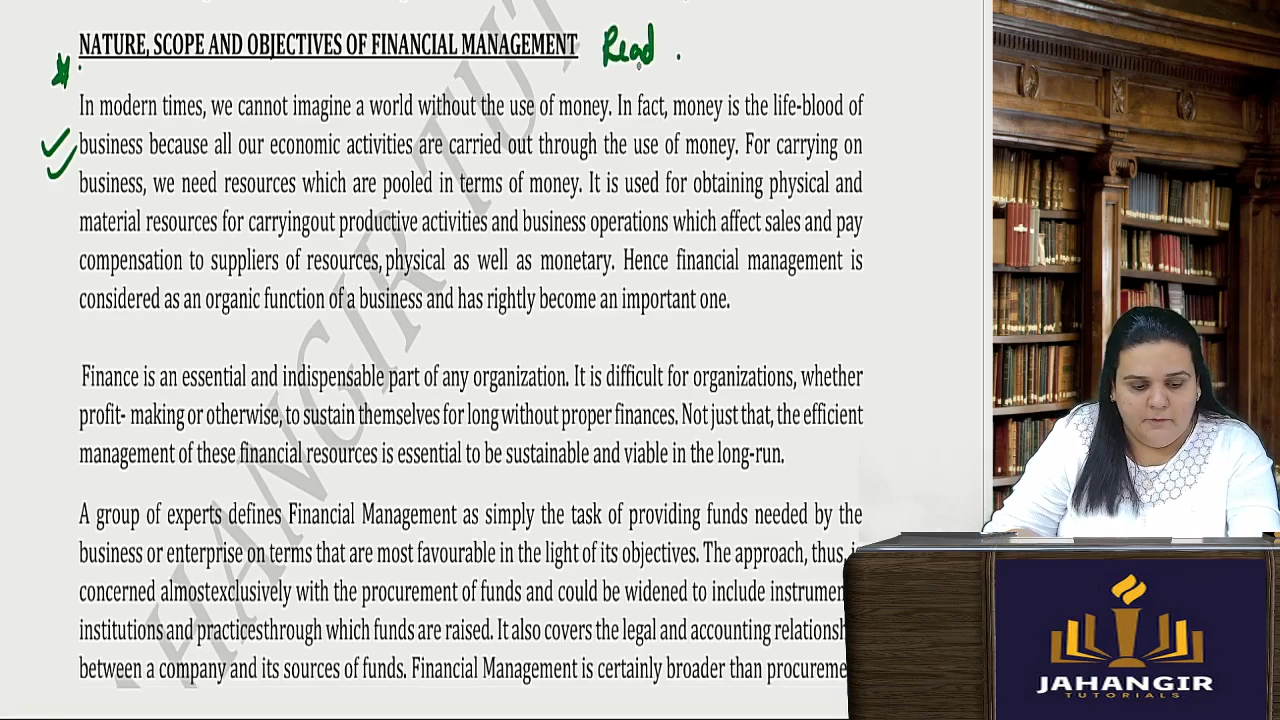 NATURE, SCOPE AND OBJECTIVES OF FINANCIAL MANAGEMENT Read .
In modern times, we cannot imagine a world without the use of money. In fact, money is the life-blood of
business because all our economic activities are carried out through the use of money. For carrying on
business, we need resources which are pooled in terms of money. It is used for obtaining physical and
material resources for carryingout productive activities and business operations which affect sales and pay
compensation to suppliers of resources, physical as well as monetary. Hence financial management is
considered as an organic function of a business and has rightly become an important one.
Finance is an essential and indispensable part of any organization. It is difficult for organizations, whether
profit- making or otherwise, to sustain themselves for long without proper finances. Not just that, the efficient
management of these financial resources is essential to be sustainable and viable in the long-run.
A group of experts defines Financial Management as simply the task of providing funds needed by the
business or enterprise on terms that are most favourable in the light of its objectives. The approach, thus,
concerned almostexclusively with the procurement of funds and could be widened to include
institutions and practicesthrough which funds are raised. It also covers the legal and accounting
between a company and its sources of funds. Financial Management is certainly broader than
JAHANGIR
TUTORIALS